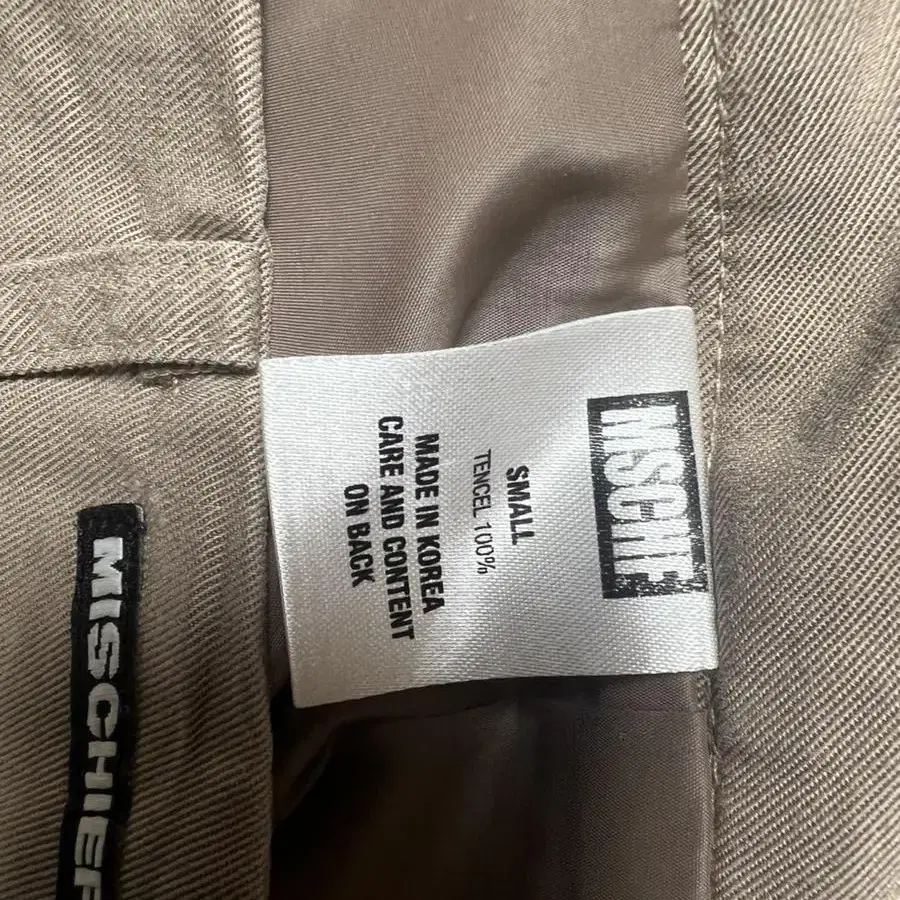 MSCHF
SMALL
TENCEL 100%
MADE IN KOREA
CARE AND CONTENT
ON BACK
MISCHIEF